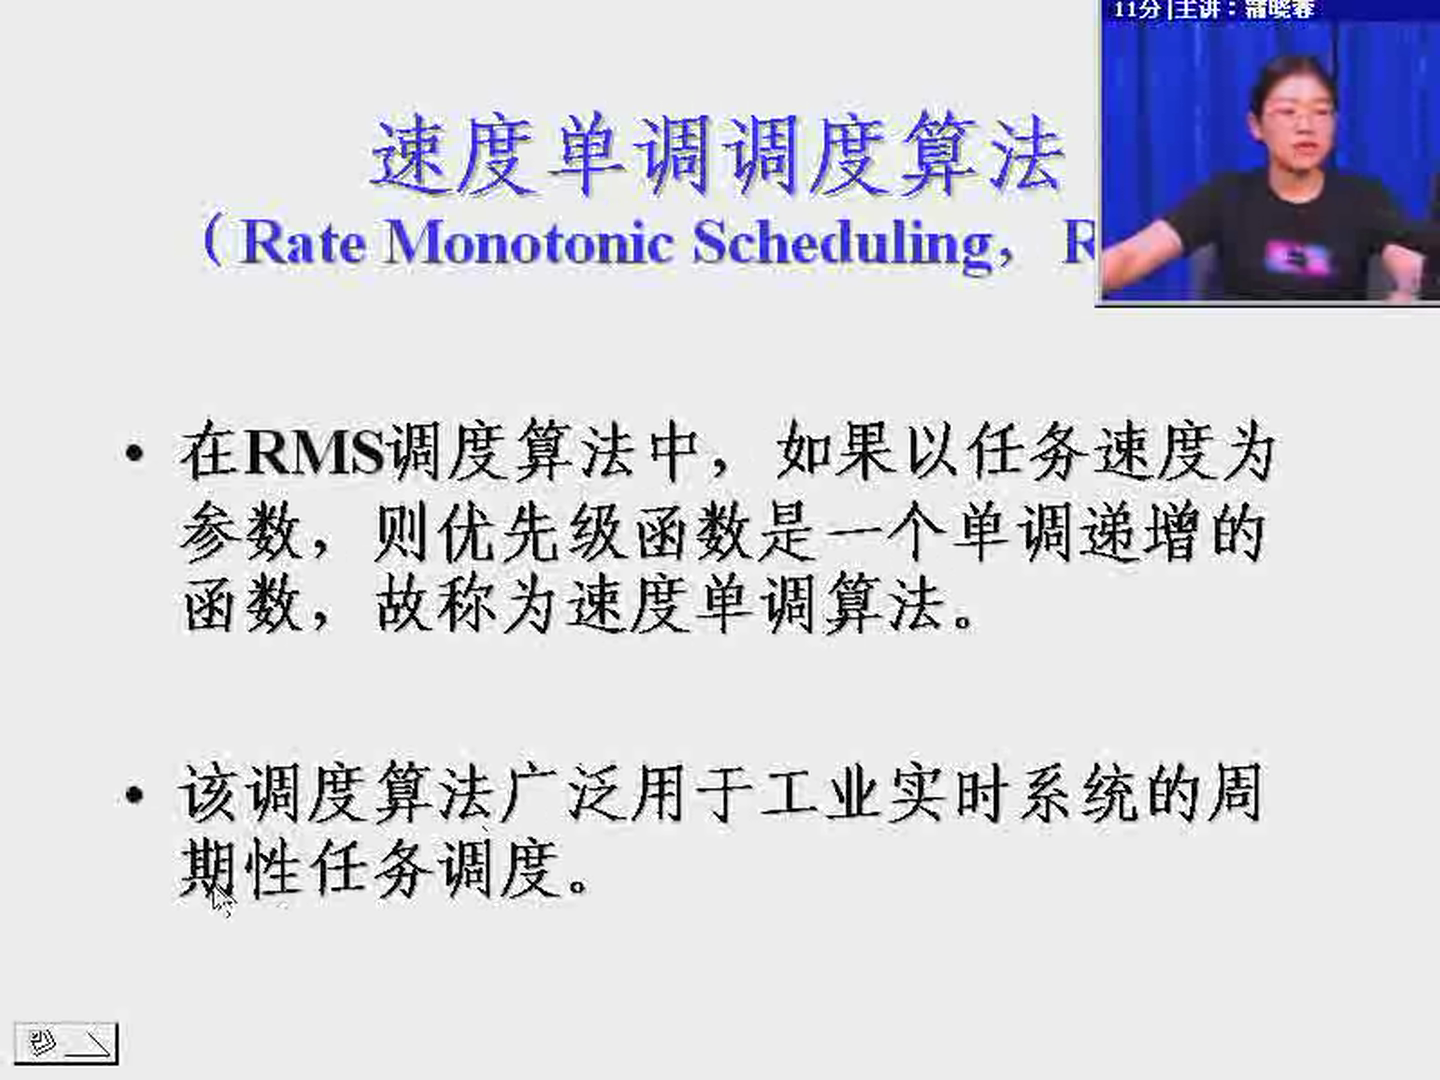 11分|主讲：蒲晓蓉
速度单调调度算法
（Rate Monotonic Scheduling， R
• 在RMS调度算法中，如果以任务速度为
参数，则优先级函数是一个单调递增的
函数，故称为速度单调算法。
• 该调度算法广泛用于工业实时系统的周
期性任务调度。